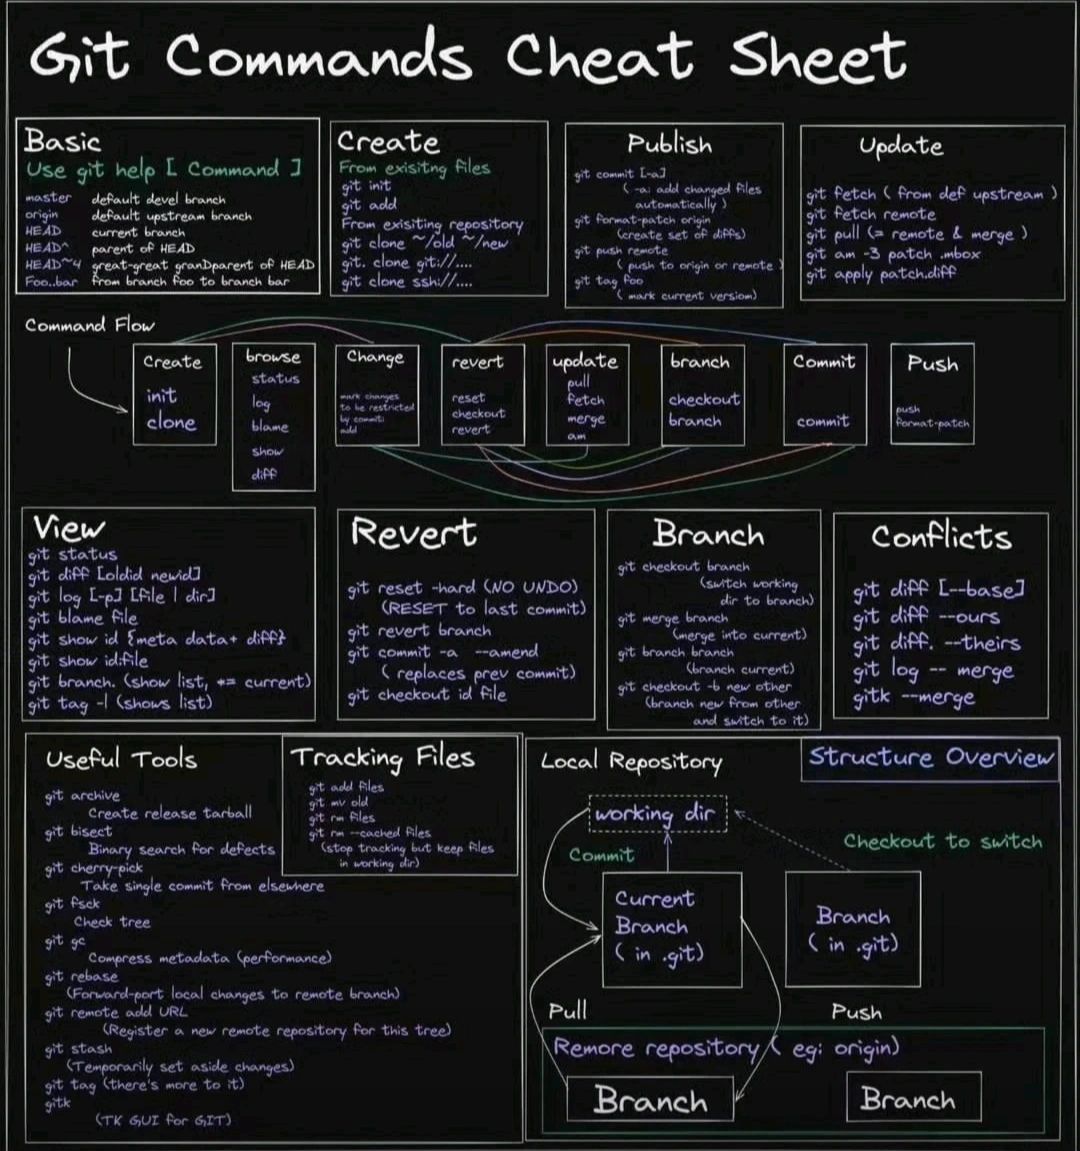 Git Commands Cheat Sheet
Basic
Use git help [ Command ]
master default devel branch
origin default upstream branch
HEAD current branch
HEAD^ parent of HEAD
HEAD~4 great-great granDparent of HEAD
Foo..bar from branch foo to branch bar
Create
From exisitng files
git init
git add
From exisiting repository
git clone ~/old ~/new
git. clone git://....
git clone ssh://....
Publish
git commit [-a]
( -a: add changed files
automatically )
git format-patch origin
(create set of diffs)
git push remote
( push to origin or remote )
git tag foo
( mark current version)
Update
git fetch ( from def upstream )
git fetch remote
git pull (= remote & merge )
git am -3 patch .mbox
git apply patch.diff
Command Flow
Create
init
clone
browse
status
log
blame
show
diff
Change
mark changes
to be restricted
by commit:
add
revert
reset
checkout
revert
update
pull
fetch
merge
am
branch
checkout
branch
Commit
commit
Push
push
format-patch
View
git status
git diff [oldid newid]
git log [-p] [file | dir]
git blame file
git show id {meta data+ diff}
git show id:file
git branch. (show list, *= current)
git tag -l (shows list)
Revert
git reset -hard (NO UNDO)
(RESET to last commit)
git revert branch
git commit -a --amend
( replaces prev commit)
git checkout id file
Branch
git checkout branch
(switch working
dir to branch)
git merge branch
(merge into current)
git branch branch
(branch current)
git checkout -b new other
(branch new from other
and switch to it)
Conflicts
git diff [--base]
git diff --ours
git diff. --theirs
git log -- merge
gitk --merge
Useful Tools
git archive
Create release tarball
git bisect
Binary search for defects
git cherry-pick
Take single commit from elsewhere
git fsck
Check tree
git gc
Compress metadata (performance)
git rebase
(Forward-port local changes to remote branch)
git remote add URL
(Register a new remote repository for this tree)
git stash
(Temporarily set aside changes)
git tag (there's more to it)
gitk
(TK GUI for GIT)
Tracking Files
git add files
git mv old
git rm files
git rm --cached files
(stop tracking but keep files
in working dir)
Local Repository
Structure Overview
working dir
Commit
Checkout to switch
Current
Branch
( in .git)
Branch
( in .git)
Pull
Push
Remore repository ( eg: origin)
Branch
Branch